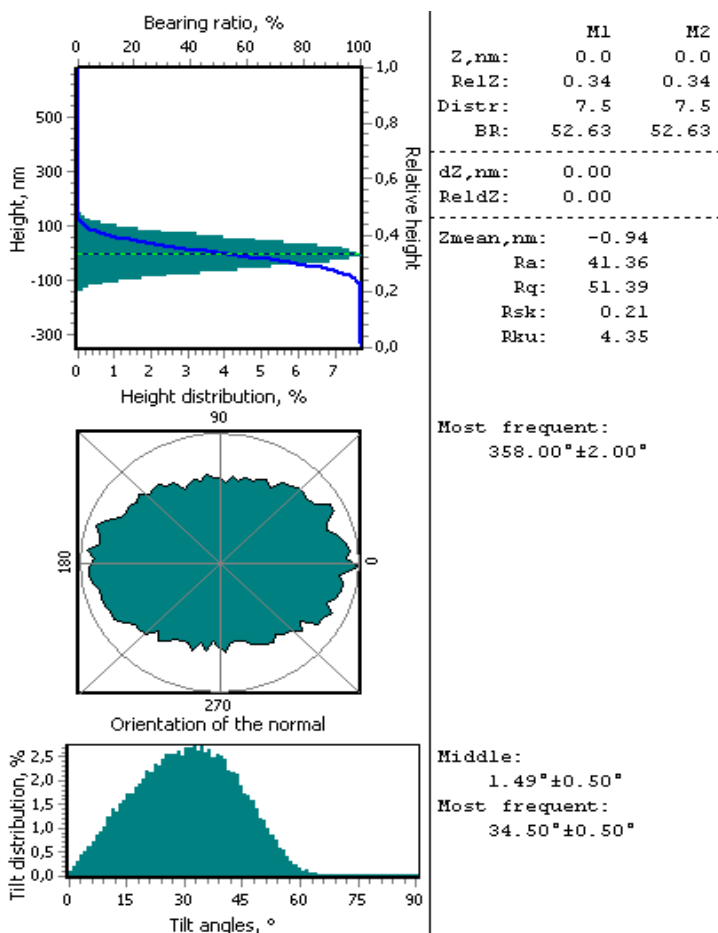 Bearing ratio, %
0 20 40 60 80 100
Height, nm
500
300
100
-100
-300
1,0
0,8
0,6
0,4
0,2
0,0
Relative height
0 1 2 3 4 5 6 7
Height distribution, %
M1 M2
Z,nm: 0.0 0.0
RelZ: 0.34 0.34
Distr: 7.5 7.5
BR: 52.63 52.63
dZ,nm: 0.00
ReldZ: 0.00
Zmean,nm: -0.94
Ra: 41.36
Rq: 51.39
Rsk: 0.21
Rku: 4.35
90
180
0
270
Orientation of the normal
Most frequent:
358.00°±2.00°
Tilt distribution, %
2,5
2,0
1,5
1,0
0,5
0,0
0 15 30 45 60 75 90
Tilt angles, °
Middle:
1.49°±0.50°
Most frequent:
34.50°±0.50°